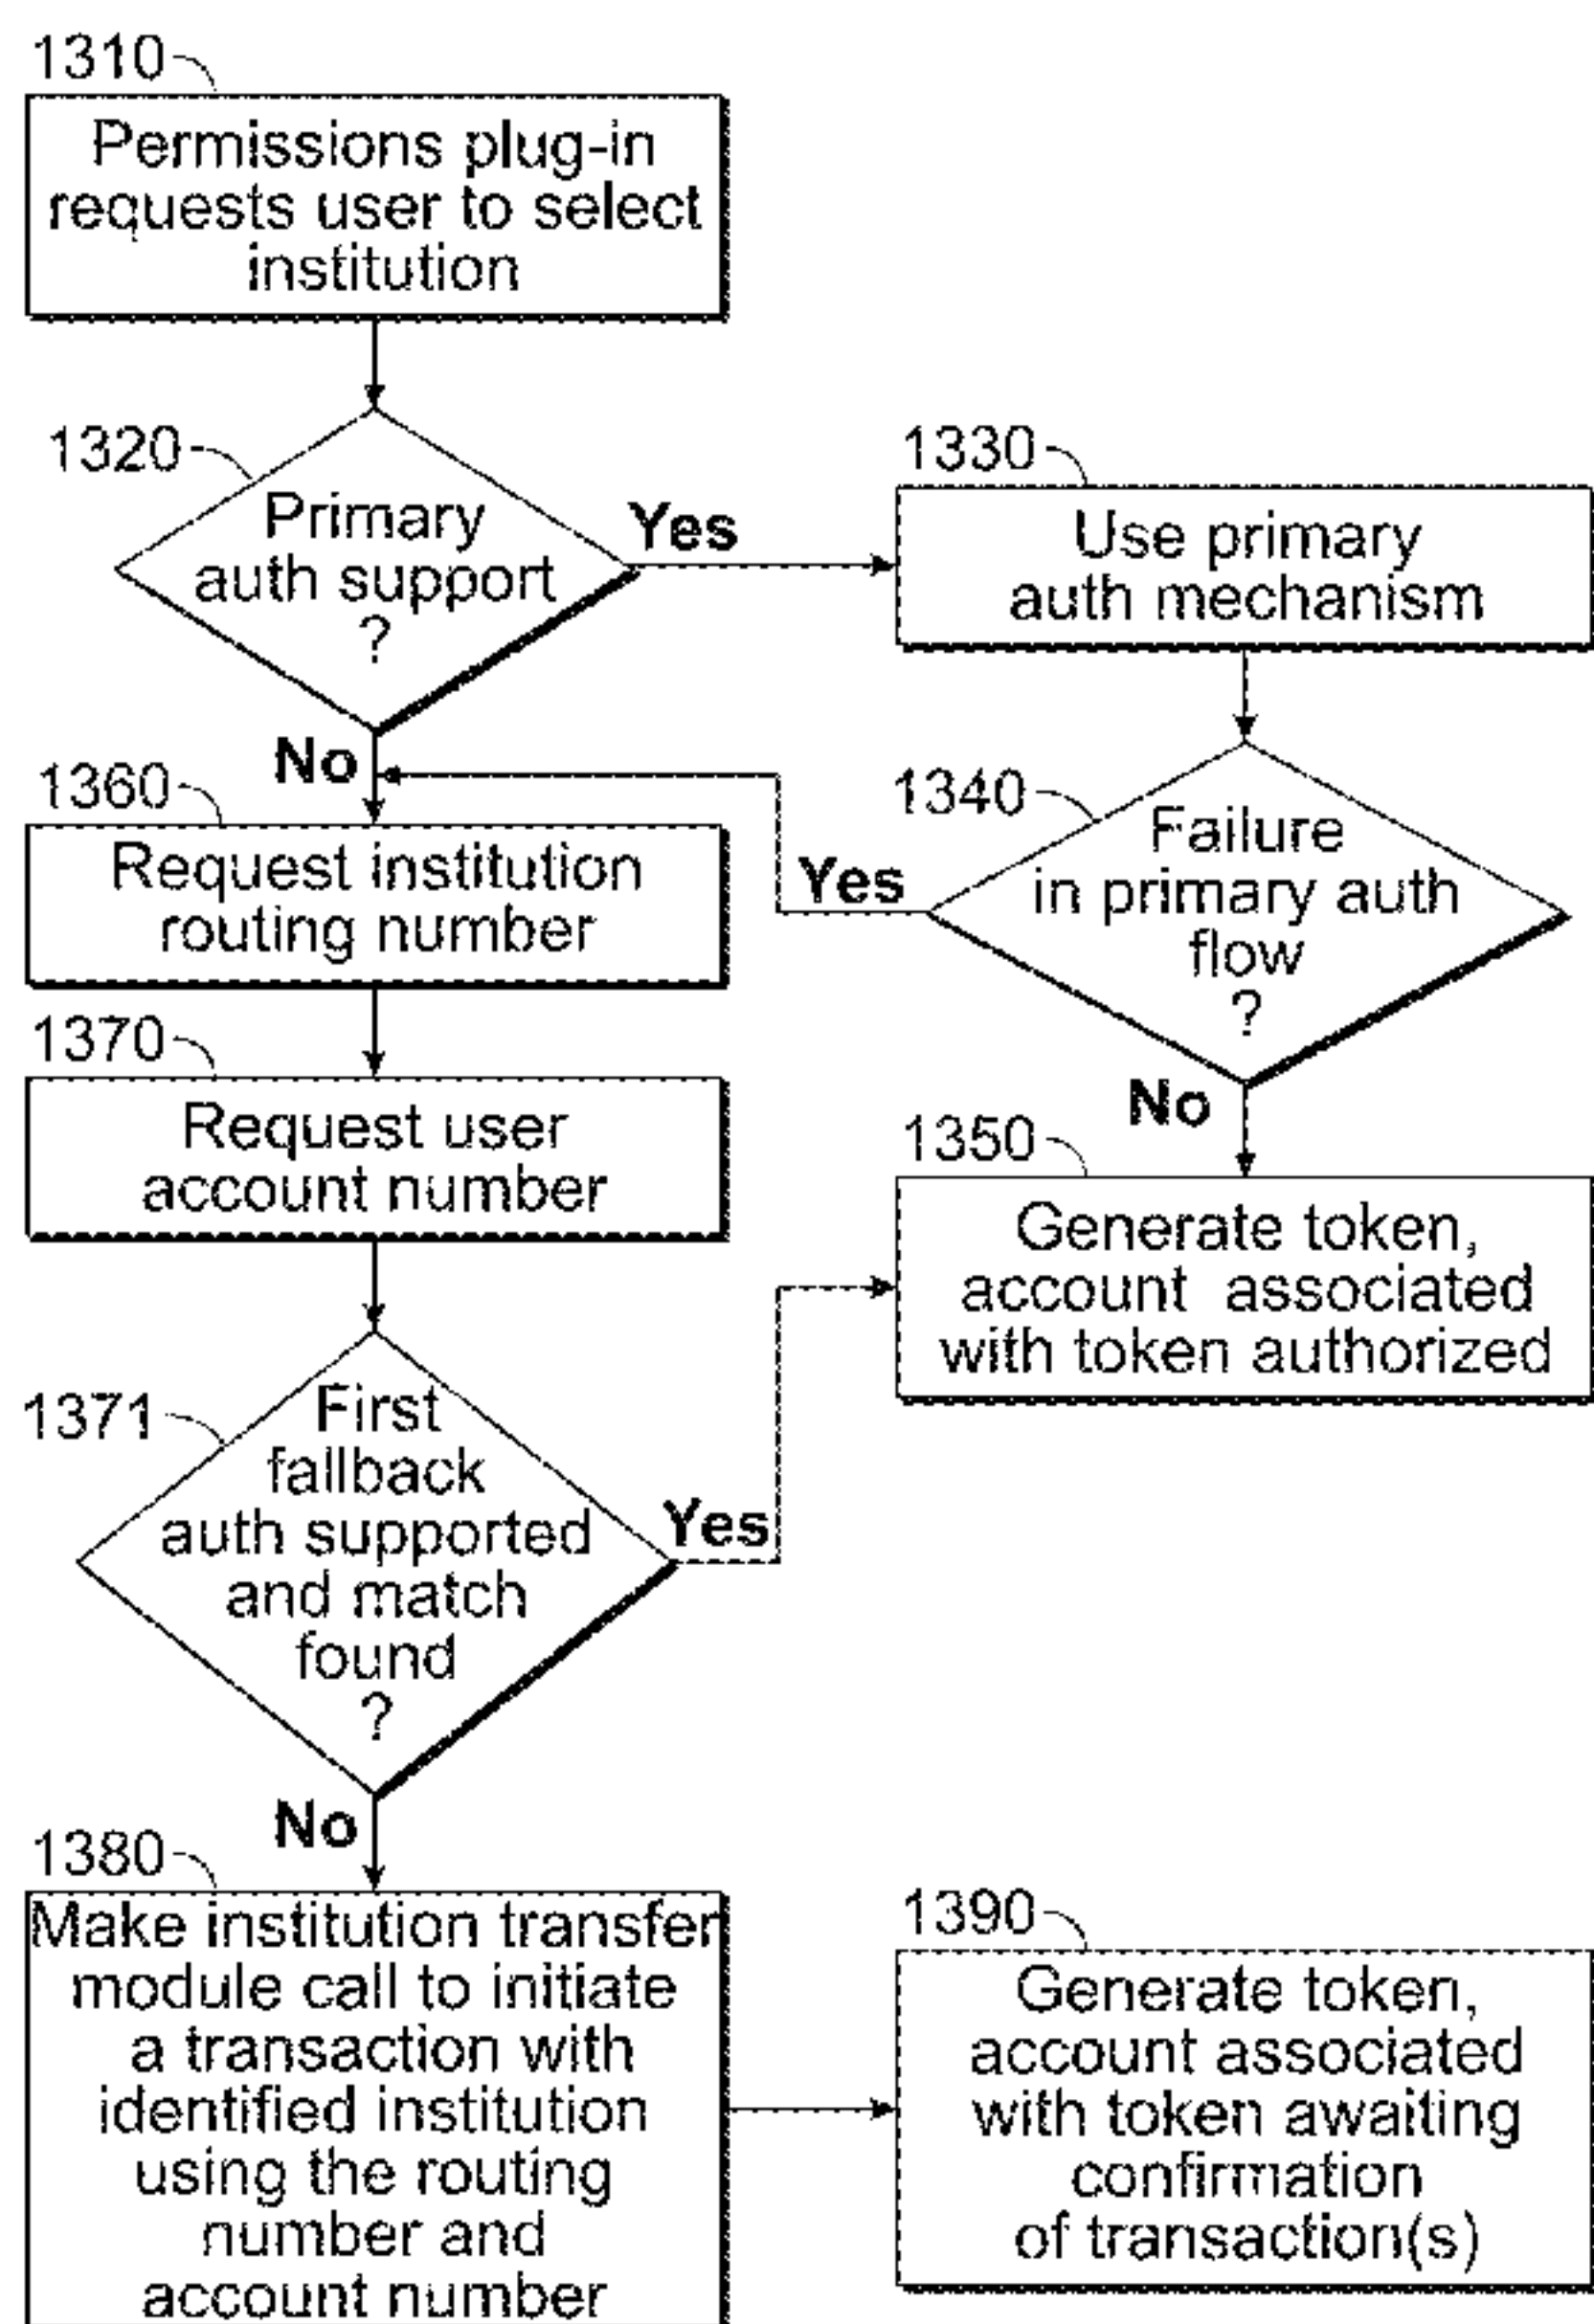 1310
Permissions plug-in
requests user to select
institution
1320
Primary
auth support
?
Yes
1330
Use primary
auth mechanism
No
1340
Failure
in primary auth
flow
?
Yes
No
1360
Request institution
routing number
1370
Request user
account number
1350
Generate token,
account associated
with token authorized
1371
First
fallback
auth supported
and match
found
?
Yes
No
1380
Make institution transfer
module call to initiate
a transaction with
identified institution
using the routing
number and
account number
1390
Generate token,
account associated
with token awaiting
confirmation
of transaction(s)